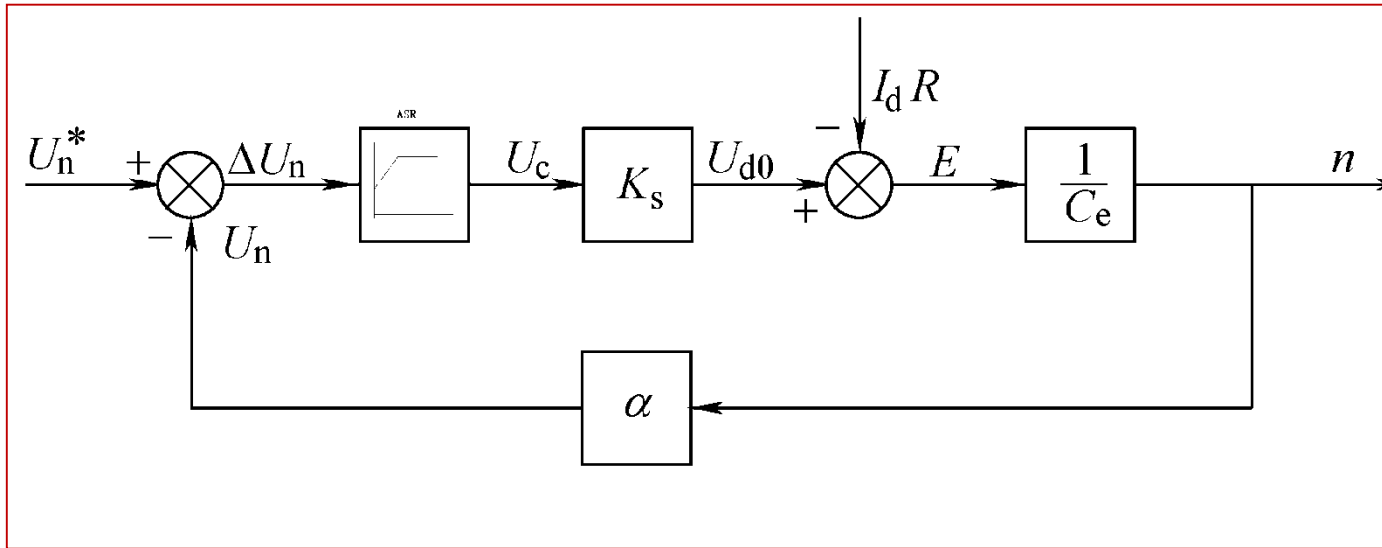 ASR
I_d R
U_n^* + ΔU_n U_c K_s U_d0 − + E 1/C_e n
− U_n
α